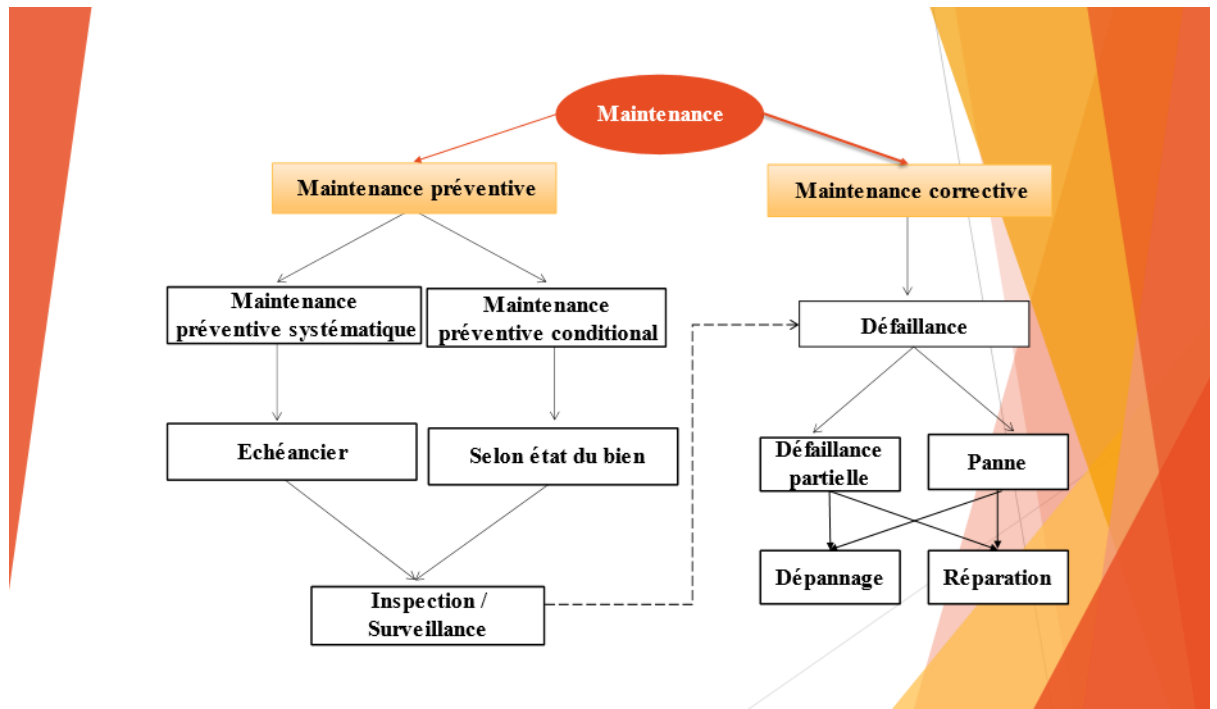 Maintenance
Maintenance préventive
Maintenance corrective
Maintenance
préventive systématique
Maintenance
préventive conditional
Défaillance
Echéancier
Selon état du bien
Défaillance
partielle
Panne
Inspection /
Surveillance
Dépannage
Réparation